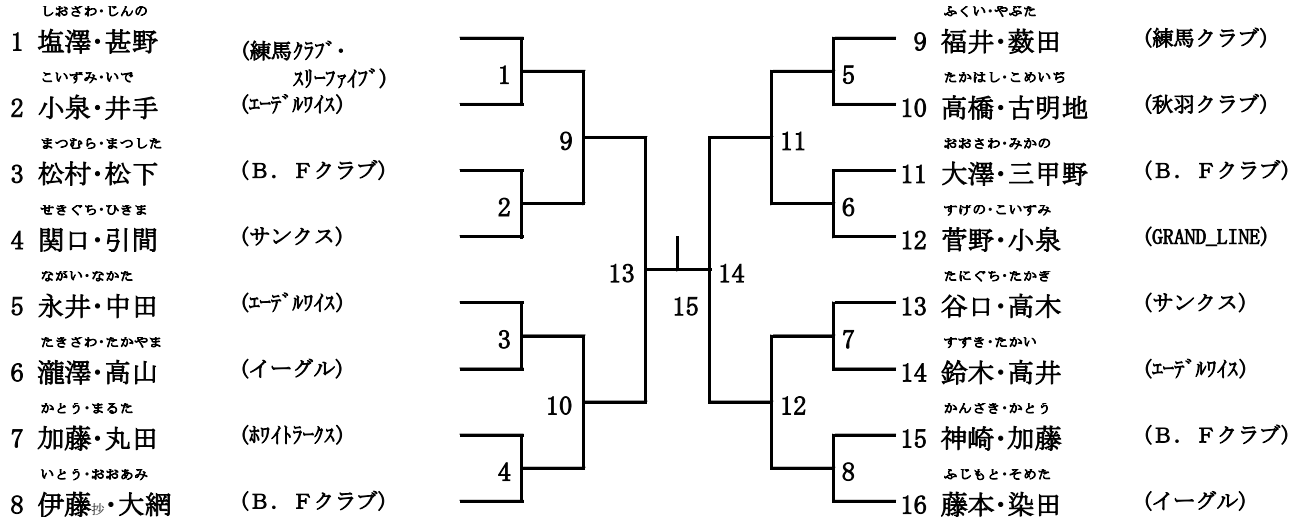 しおざわ・じんの
1 塩澤・甚野 (練馬クラブ・
スリーファイブ)
1
こいずみ・いで
2 小泉・井手 (エーデルワイス)
9
まつむら・まつした
3 松村・松下 (B．Fクラブ)
2
せきぐち・ひきま
4 関口・引間 (サンクス)
13
ながい・なかた
5 永井・中田 (エーデルワイス)
3
たきざわ・たかやま
6 瀧澤・高山 (イーグル)
10
かとう・まるた
7 加藤・丸田 (ホワイトラークス)
4
いとう・おおあみ
8 伊藤抄・大網 (B．Fクラブ)
15
ふくい・やぶた
9 福井・薮田 (練馬クラブ)
5
たかはし・こめいぢ
10 高橋・古明地 (秋羽クラブ)
11
おおさわ・みかの
11 大澤・三甲野 (B．Fクラブ)
6
すげの・こいずみ
12 菅野・小泉 (GRAND_LINE)
14
たにぐち・たかぎ
13 谷口・高木 (サンクス)
7
すずき・たかい
14 鈴木・高井 (エーデルワイス)
12
かんざき・かとう
15 神崎・加藤 (B．Fクラブ)
8
ふじもと・そめた
16 藤本・染田 (イーグル)